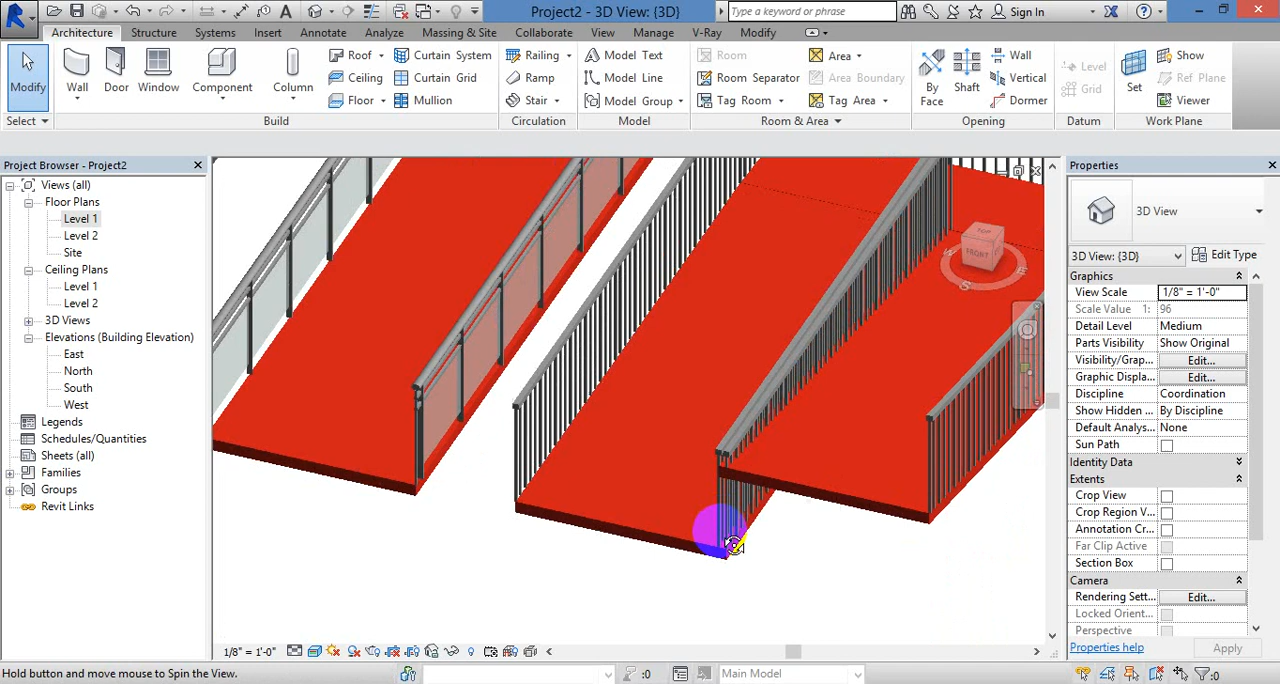 Project2 - 3D View: {3D}
Type a keyword or phrase
Sign In
Architecture Structure Systems Insert Annotate Analyze Massing & Site Collaborate View Manage V-Ray Modify
Modify
Select
Wall
Door
Window
Component
Column
Roof
Ceiling
Floor
Curtain System
Curtain Grid
Mullion
Build
Railing
Ramp
Stair
Circulation
Model Text
Model Line
Model Group
Model
Room
Room Separator
Tag Room
Area
Area Boundary
Tag Area
Room & Area
By Face
Shaft
Wall
Vertical
Dormer
Opening
Level
Grid
Datum
Set
Show
Ref Plane
Viewer
Work Plane
Project Browser - Project2
Views (all)
Floor Plans
Level 1
Level 2
Site
Ceiling Plans
Level 1
Level 2
3D Views
Elevations (Building Elevation)
East
North
South
West
Legends
Schedules/Quantities
Sheets (all)
Families
Groups
Revit Links
TOP
FRONT
E
S
Properties
3D View
3D View: {3D} Edit Type
Graphics
View Scale 1/8" = 1'-0"
Scale Value 1: 96
Detail Level Medium
Parts Visibility Show Original
Visibility/Grap... Edit...
Graphic Displa... Edit...
Discipline Coordination
Show Hidden ... By Discipline
Default Analys... None
Sun Path
Identity Data
Extents
Crop View
Crop Region V...
Annotation Cr...
Far Clip Active
Section Box
Camera
Rendering Sett... Edit...
Locked Orient...
Perspective
Properties help Apply
1/8" = 1'-0"
Hold button and move mouse to Spin the View.
:0
Main Model
:0